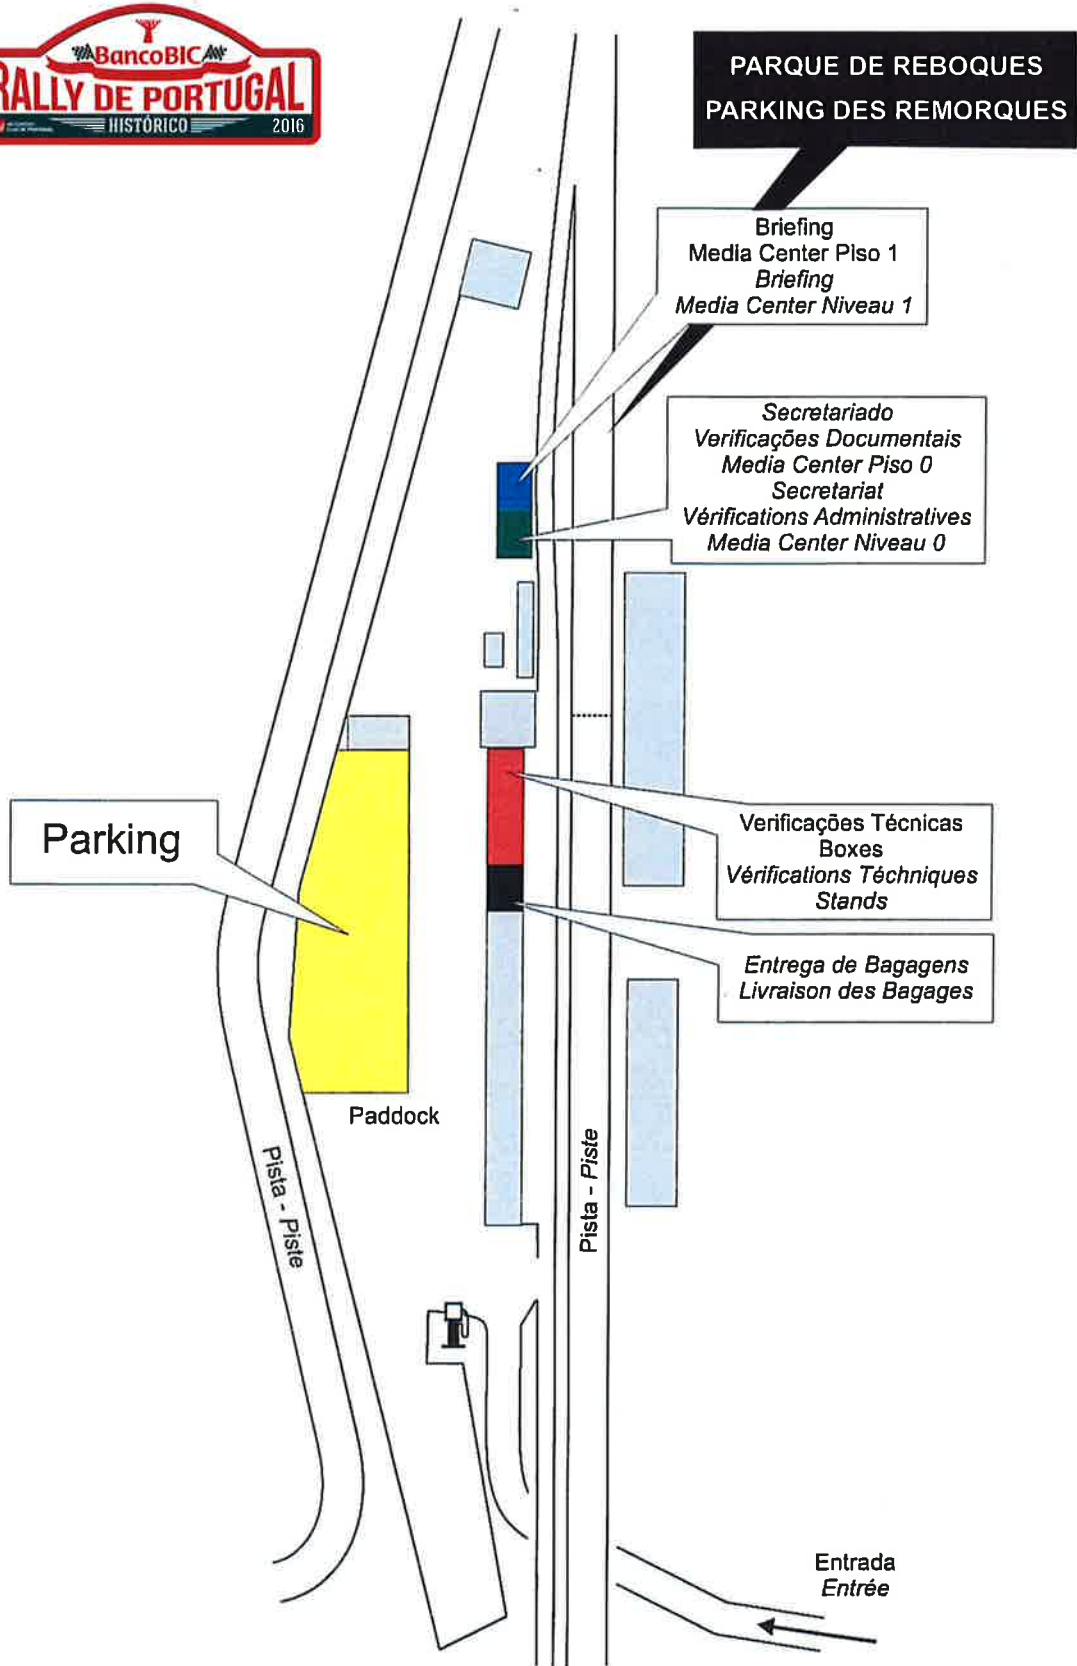 BancoBIC
RALLY DE PORTUGAL
HISTÓRICO
2016
PARQUE DE REBOQUES
PARKING DES REMORQUES
Briefing
Media Center Piso 1
Briefing
Media Center Niveau 1
Secretariado
Verificações Documentais
Media Center Piso 0
Secretariat
Vérifications Administratives
Media Center Niveau 0
Parking
Verificações Técnicas
Boxes
Vérifications Téchniques
Stands
Entrega de Bagagens
Livraison des Bagages
Paddock
Pista - Piste
Pista - Piste
Entrada
Entrée